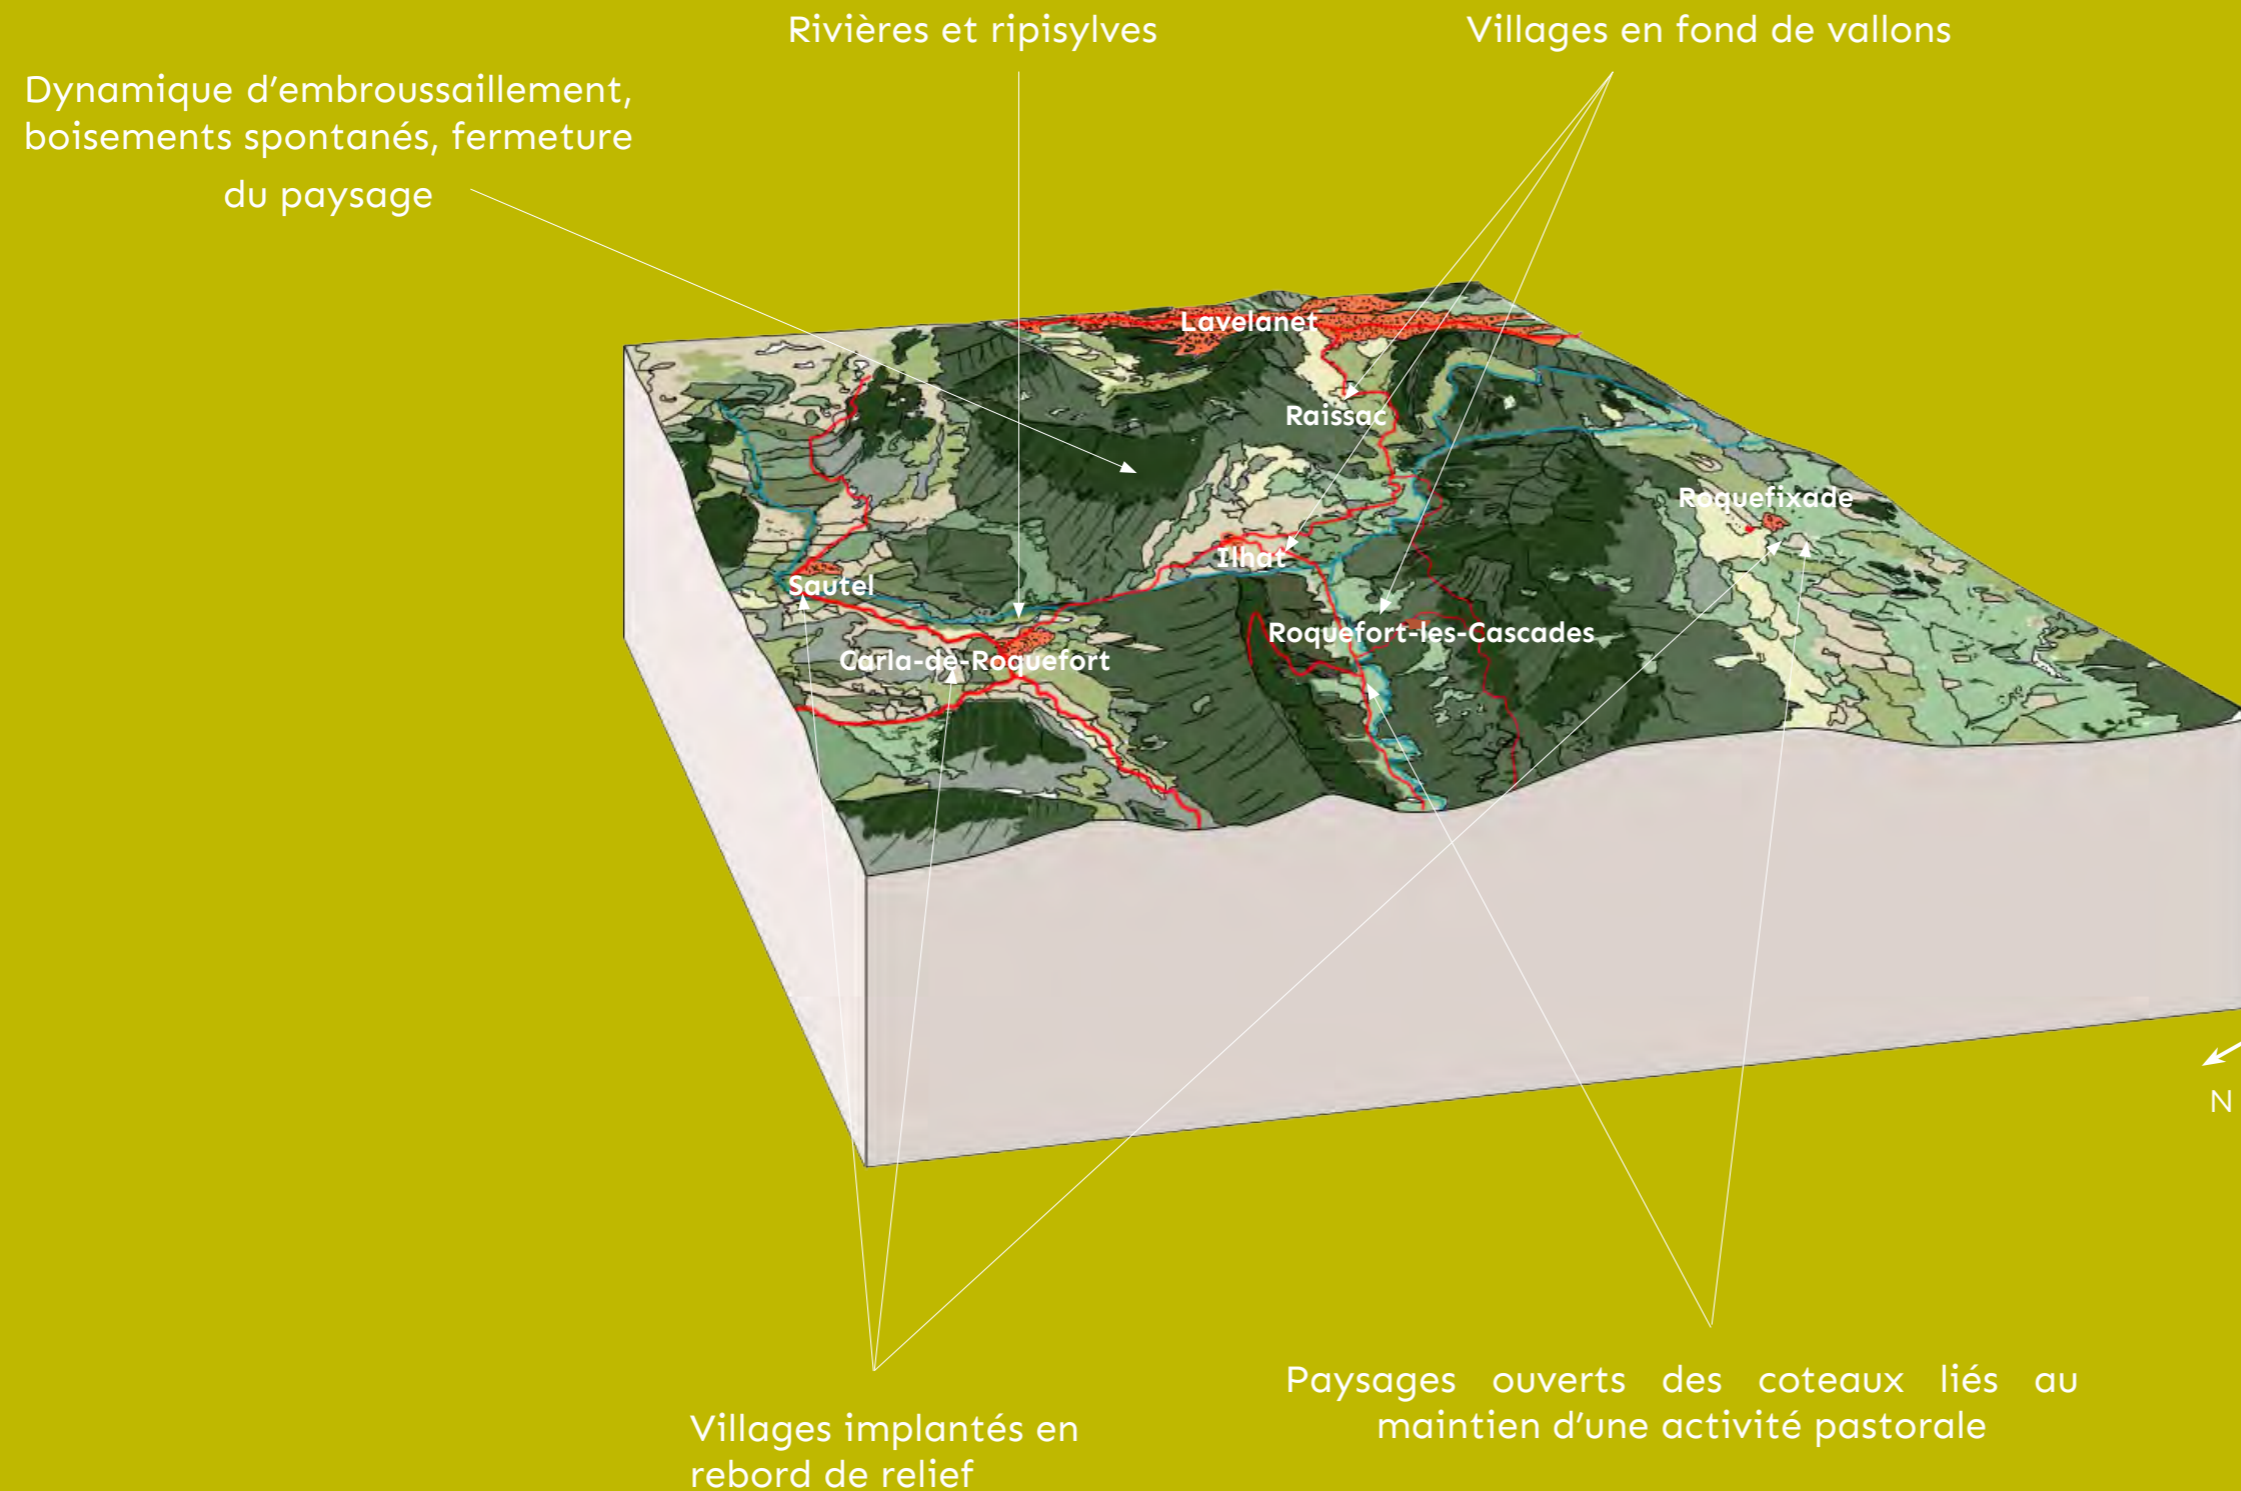 Rivières et ripisylves
Villages en fond de vallons
Dynamique d’embroussaillement,
boisements spontanés, fermeture
du paysage
Lavelanet
Raissac
Roquefixade
Ilhat
Sautel
Roquefort-les-Cascades
Carla-de-Roquefort
N
Paysages ouverts des coteaux liés au
maintien d’une activité pastorale
Villages implantés en
rebord de relief